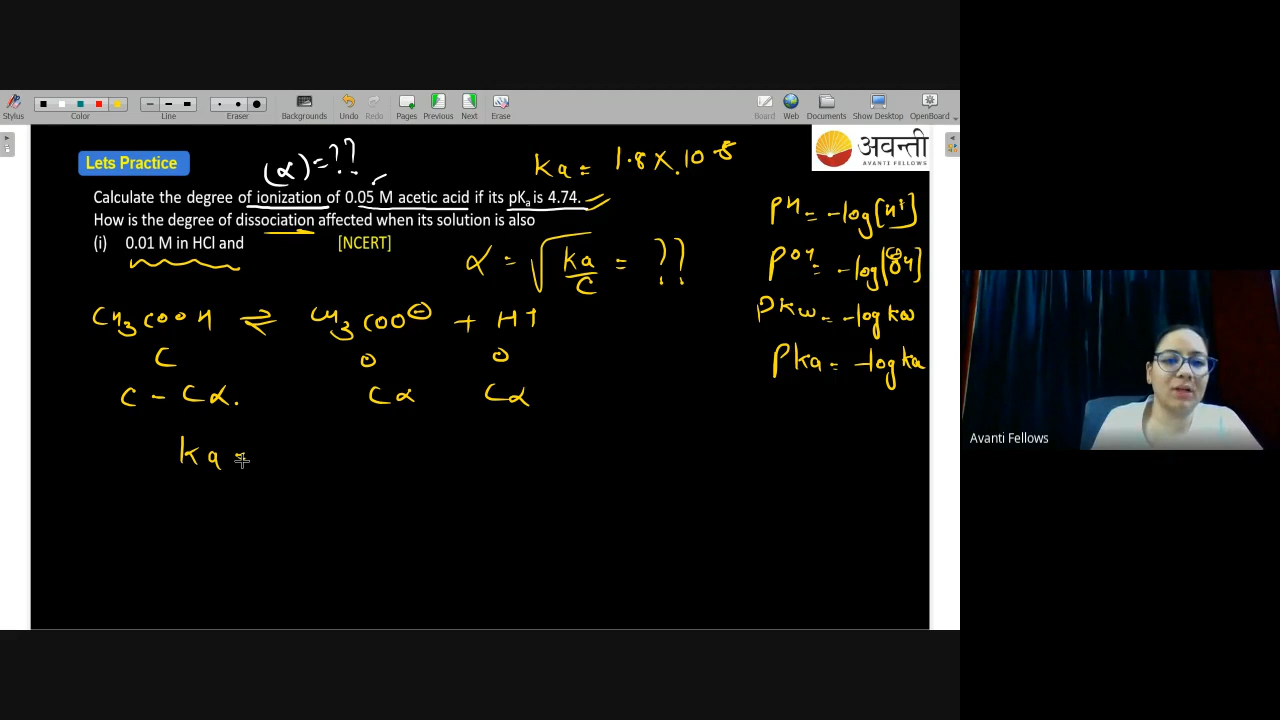 Stylus
Color
Line
Eraser
Backgrounds
Undo
Redo
Pages
Previous
Next
Erase
Board
Web
Documents
Show Desktop
OpenBoard
Lets Practice
(α) = ??
Ka = 1.8 × 10⁻⁵
अवन्ती
AVANTI FELLOWS
Calculate the degree of ionization of 0.05 M acetic acid if its pKₐ is 4.74.
How is the degree of dissociation affected when its solution is also
(i) 0.01 M in HCl and [NCERT]
α = √Ka/C = ??
pH = -log[H⁺]
pOH = -log[OH]
pKw = -log Kw
pKa = -log Ka
CH₃COOH ⇌ CH₃COO⊖ + H⁺
C 0 0
C - Cα. Cα Cα
Ka =
Avanti Fellows